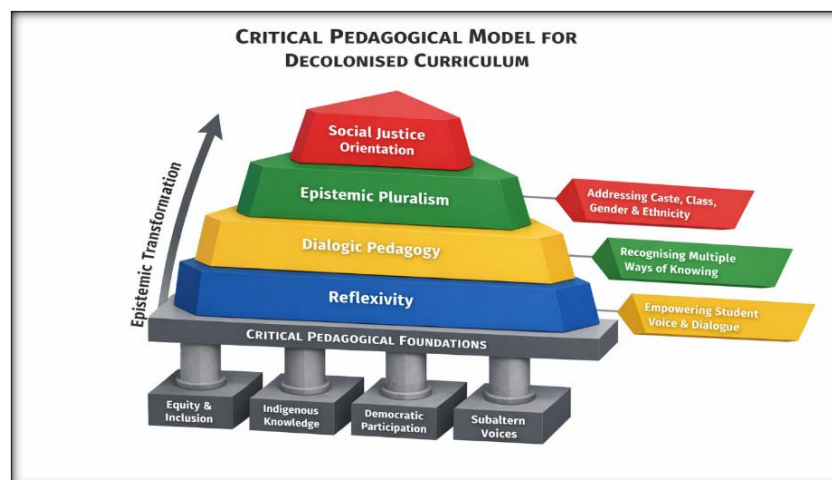 CRITICAL PEDAGOGICAL MODEL FOR
DECOLONISED CURRICULUM
Epistemic Transformation
Social Justice
Orientation
Epistemic Pluralism
Addressing Caste, Class,
Gender & Ethnicity
Dialogic Pedagogy
Recognising Multiple
Ways of Knowing
Reflexivity
Empowering Student
Voice & Dialogue
CRITICAL PEDAGOGICAL FOUNDATIONS
Equity &
Inclusion
Indigenous
Knowledge
Democratic
Participation
Subaltern
Voices